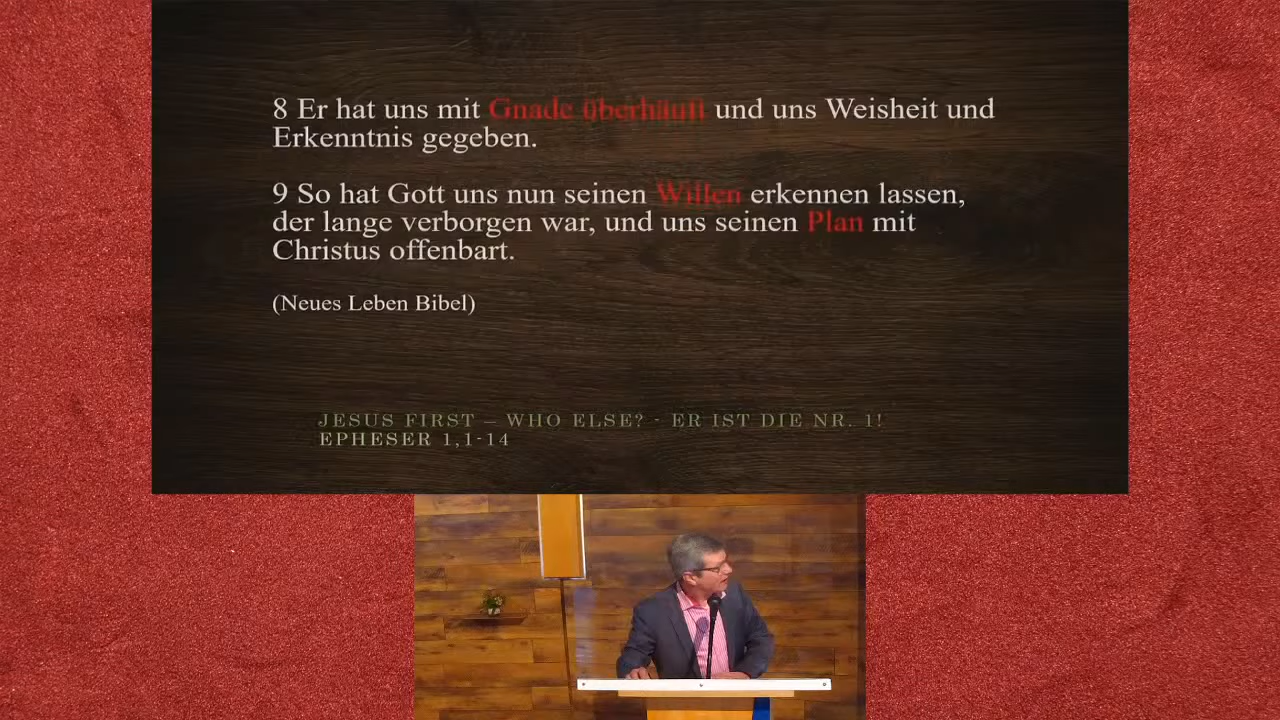 8 Er hat uns mit Gnade überhäuft und uns Weisheit und
Erkenntnis gegeben.
9 So hat Gott uns nun seinen Willen erkennen lassen,
der lange verborgen war, und uns seinen Plan mit
Christus offenbart.
(Neues Leben Bibel)
JESUS FIRST – WHO ELSE? - ER IST DIE NR. 1!
EPHESER 1,1-14